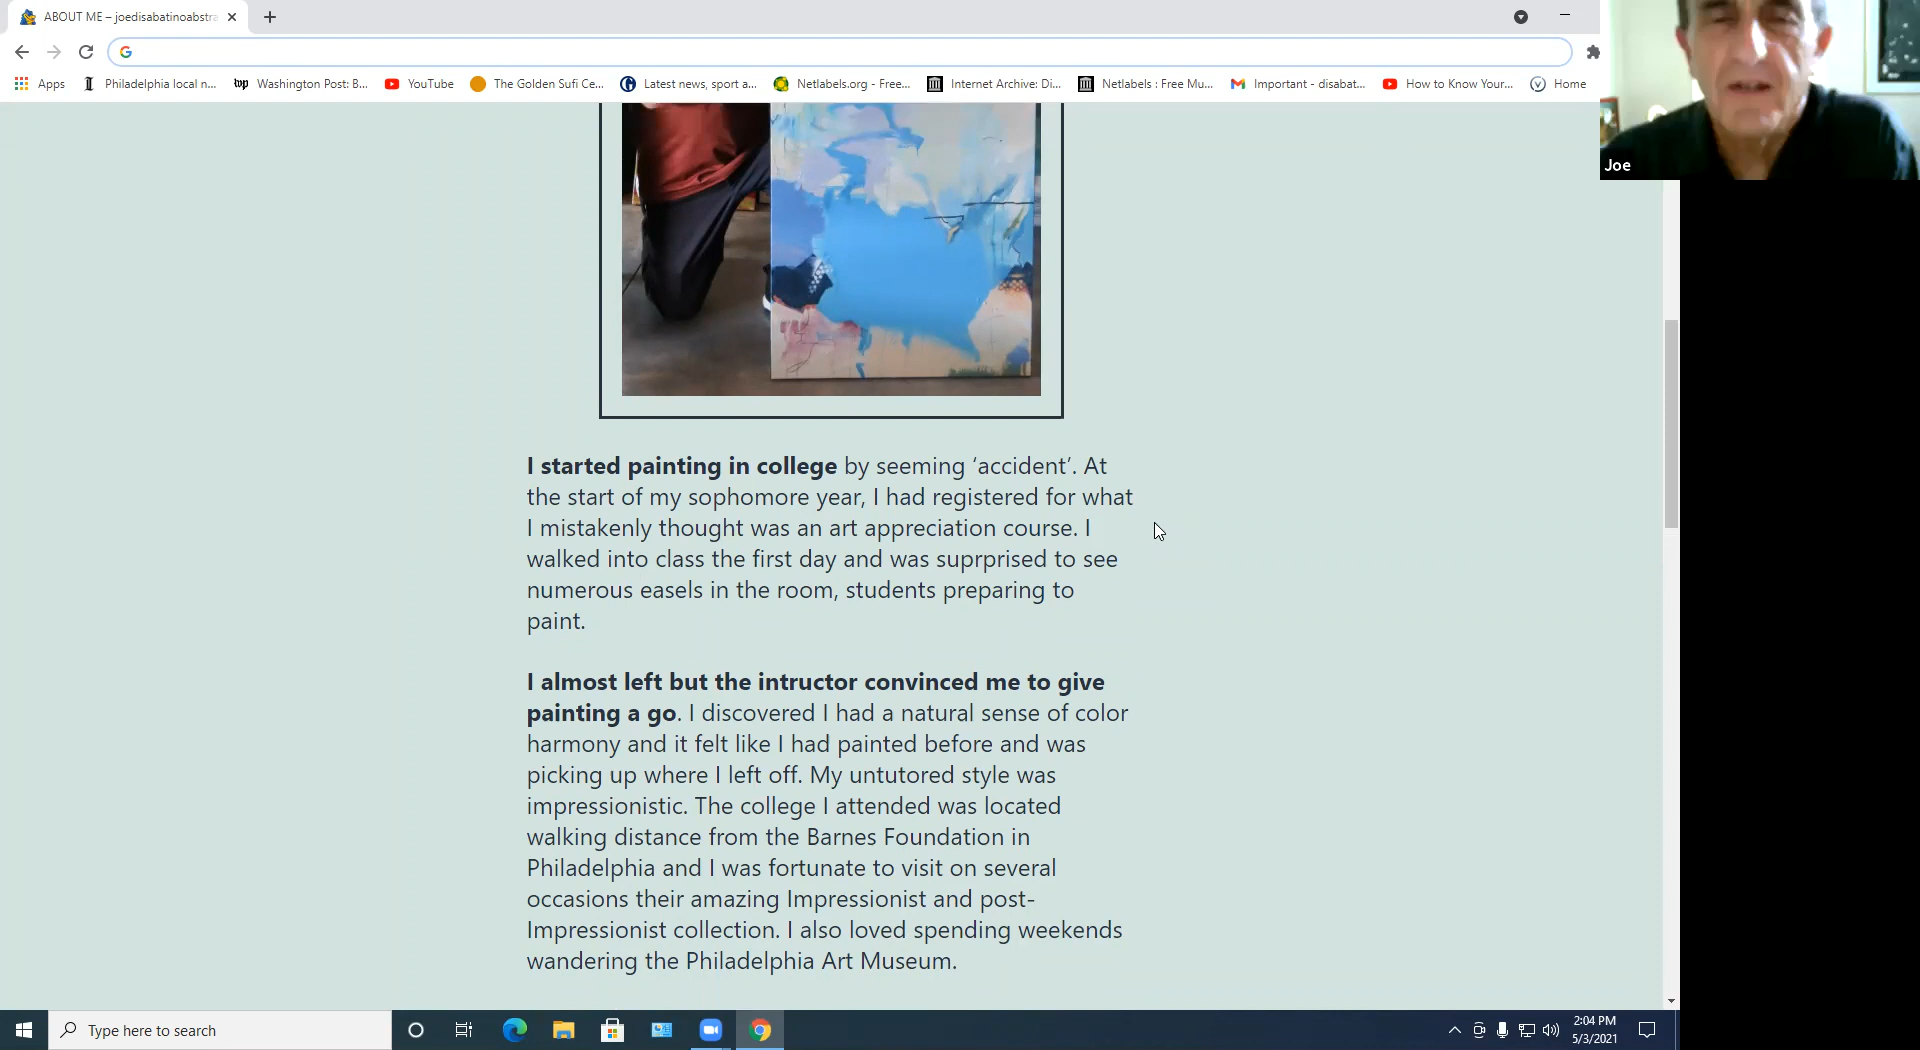 ABOUT ME – joedisabatinoabstra
Apps
Philadelphia local n...
wp Washington Post: B...
YouTube
The Golden Sufi Ce...
Latest news, sport a...
Netlabels.org - Free...
Internet Archive: Di...
Netlabels : Free Mu...
Important - disabat...
How to Know Your...
Home
Joe
I started painting in college by seeming ‘accident’. At
the start of my sophomore year, I had registered for what
I mistakenly thought was an art appreciation course. I
walked into class the first day and was suprprised to see
numerous easels in the room, students preparing to
paint.
I almost left but the intructor convinced me to give
painting a go. I discovered I had a natural sense of color
harmony and it felt like I had painted before and was
picking up where I left off. My untutored style was
impressionistic. The college I attended was located
walking distance from the Barnes Foundation in
Philadelphia and I was fortunate to visit on several
occasions their amazing Impressionist and post-
Impressionist collection. I also loved spending weekends
wandering the Philadelphia Art Museum.
Type here to search
2:04 PM
5/3/2021